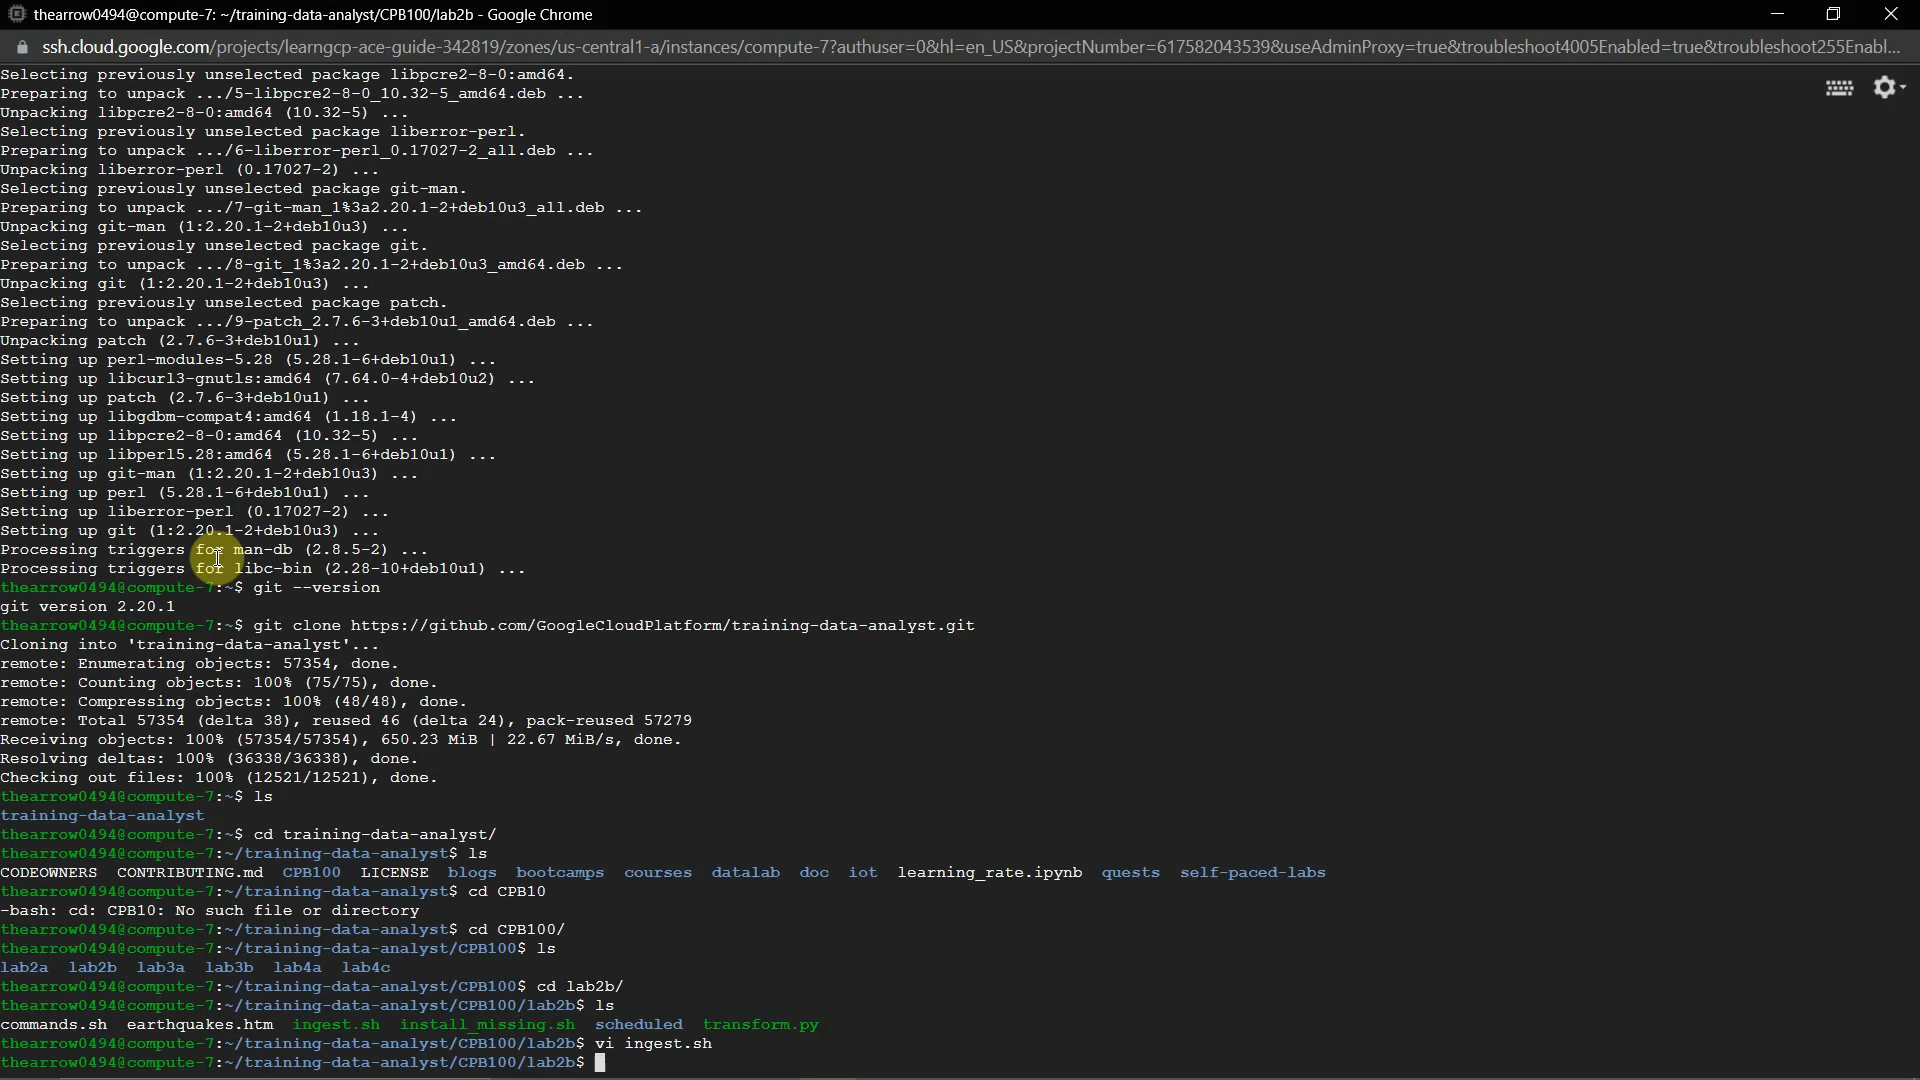 thearrow0494@compute-7: ~/training-data-analyst/CPB100/lab2b - Google Chrome
ssh.cloud.google.com/projects/learngcp-ace-guide-342819/zones/us-central1-a/instances/compute-7?authuser=0&hl=en_US&projectNumber=617582043539&useAdminProxy=true&troubleshoot4005Enabled=true&troubleshoot255Enabl...
Selecting previously unselected package libpcre2-8-0:amd64.
Preparing to unpack .../5-libpcre2-8-0_10.32-5_amd64.deb ...
Unpacking libpcre2-8-0:amd64 (10.32-5) ...
Selecting previously unselected package liberror-perl.
Preparing to unpack .../6-liberror-perl_0.17027-2_all.deb ...
Unpacking liberror-perl (0.17027-2) ...
Selecting previously unselected package git-man.
Preparing to unpack .../7-git-man_1%3a2.20.1-2+deb10u3_all.deb ...
Unpacking git-man (1:2.20.1-2+deb10u3) ...
Selecting previously unselected package git.
Preparing to unpack .../8-git_1%3a2.20.1-2+deb10u3_amd64.deb ...
Unpacking git (1:2.20.1-2+deb10u3) ...
Selecting previously unselected package patch.
Preparing to unpack .../9-patch_2.7.6-3+deb10u1_amd64.deb ...
Unpacking patch (2.7.6-3+deb10u1) ...
Setting up perl-modules-5.28 (5.28.1-6+deb10u1) ...
Setting up libcurl3-gnutls:amd64 (7.64.0-4+deb10u2) ...
Setting up patch (2.7.6-3+deb10u1) ...
Setting up libgdbm-compat4:amd64 (1.18.1-4) ...
Setting up libpcre2-8-0:amd64 (10.32-5) ...
Setting up libperl5.28:amd64 (5.28.1-6+deb10u1) ...
Setting up git-man (1:2.20.1-2+deb10u3) ...
Setting up perl (5.28.1-6+deb10u1) ...
Setting up liberror-perl (0.17027-2) ...
Setting up git (1:2.20.1-2+deb10u3) ...
Processing triggers for man-db (2.8.5-2) ...
Processing triggers for libc-bin (2.28-10+deb10u1) ...
thearrow0494@compute-7:~$ git --version
git version 2.20.1
thearrow0494@compute-7:~$ git clone https://github.com/GoogleCloudPlatform/training-data-analyst.git
Cloning into 'training-data-analyst'...
remote: Enumerating objects: 57354, done.
remote: Counting objects: 100% (75/75), done.
remote: Compressing objects: 100% (48/48), done.
remote: Total 57354 (delta 38), reused 46 (delta 24), pack-reused 57279
Receiving objects: 100% (57354/57354), 650.23 MiB | 22.67 MiB/s, done.
Resolving deltas: 100% (36338/36338), done.
Checking out files: 100% (12521/12521), done.
thearrow0494@compute-7:~$ ls
training-data-analyst
thearrow0494@compute-7:~$ cd training-data-analyst/
thearrow0494@compute-7:~/training-data-analyst$ ls
CODEOWNERS CONTRIBUTING.md CPB100 LICENSE blogs bootcamps courses datalab doc iot learning_rate.ipynb quests self-paced-labs
thearrow0494@compute-7:~/training-data-analyst$ cd CPB10
-bash: cd: CPB10: No such file or directory
thearrow0494@compute-7:~/training-data-analyst$ cd CPB100/
thearrow0494@compute-7:~/training-data-analyst/CPB100$ ls
lab2a lab2b lab3a lab3b lab4a lab4c
thearrow0494@compute-7:~/training-data-analyst/CPB100$ cd lab2b/
thearrow0494@compute-7:~/training-data-analyst/CPB100/lab2b$ ls
commands.sh earthquakes.htm ingest.sh install_missing.sh scheduled transform.py
thearrow0494@compute-7:~/training-data-analyst/CPB100/lab2b$ vi ingest.sh
thearrow0494@compute-7:~/training-data-analyst/CPB100/lab2b$